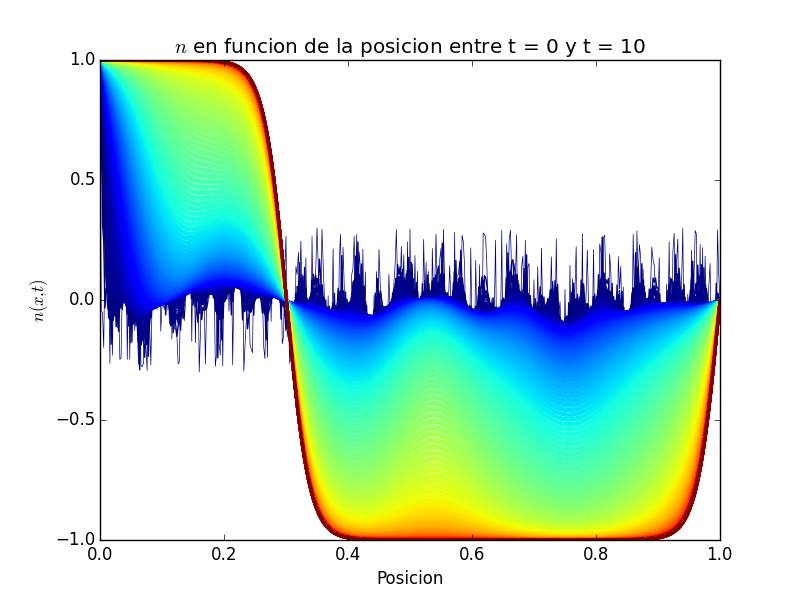 n en funcion de la posicion entre t = 0 y t = 10
1.0
0.5
0.0
−0.5
−1.0
n(x,t)
0.0 0.2 0.4 0.6 0.8 1.0
Posicion